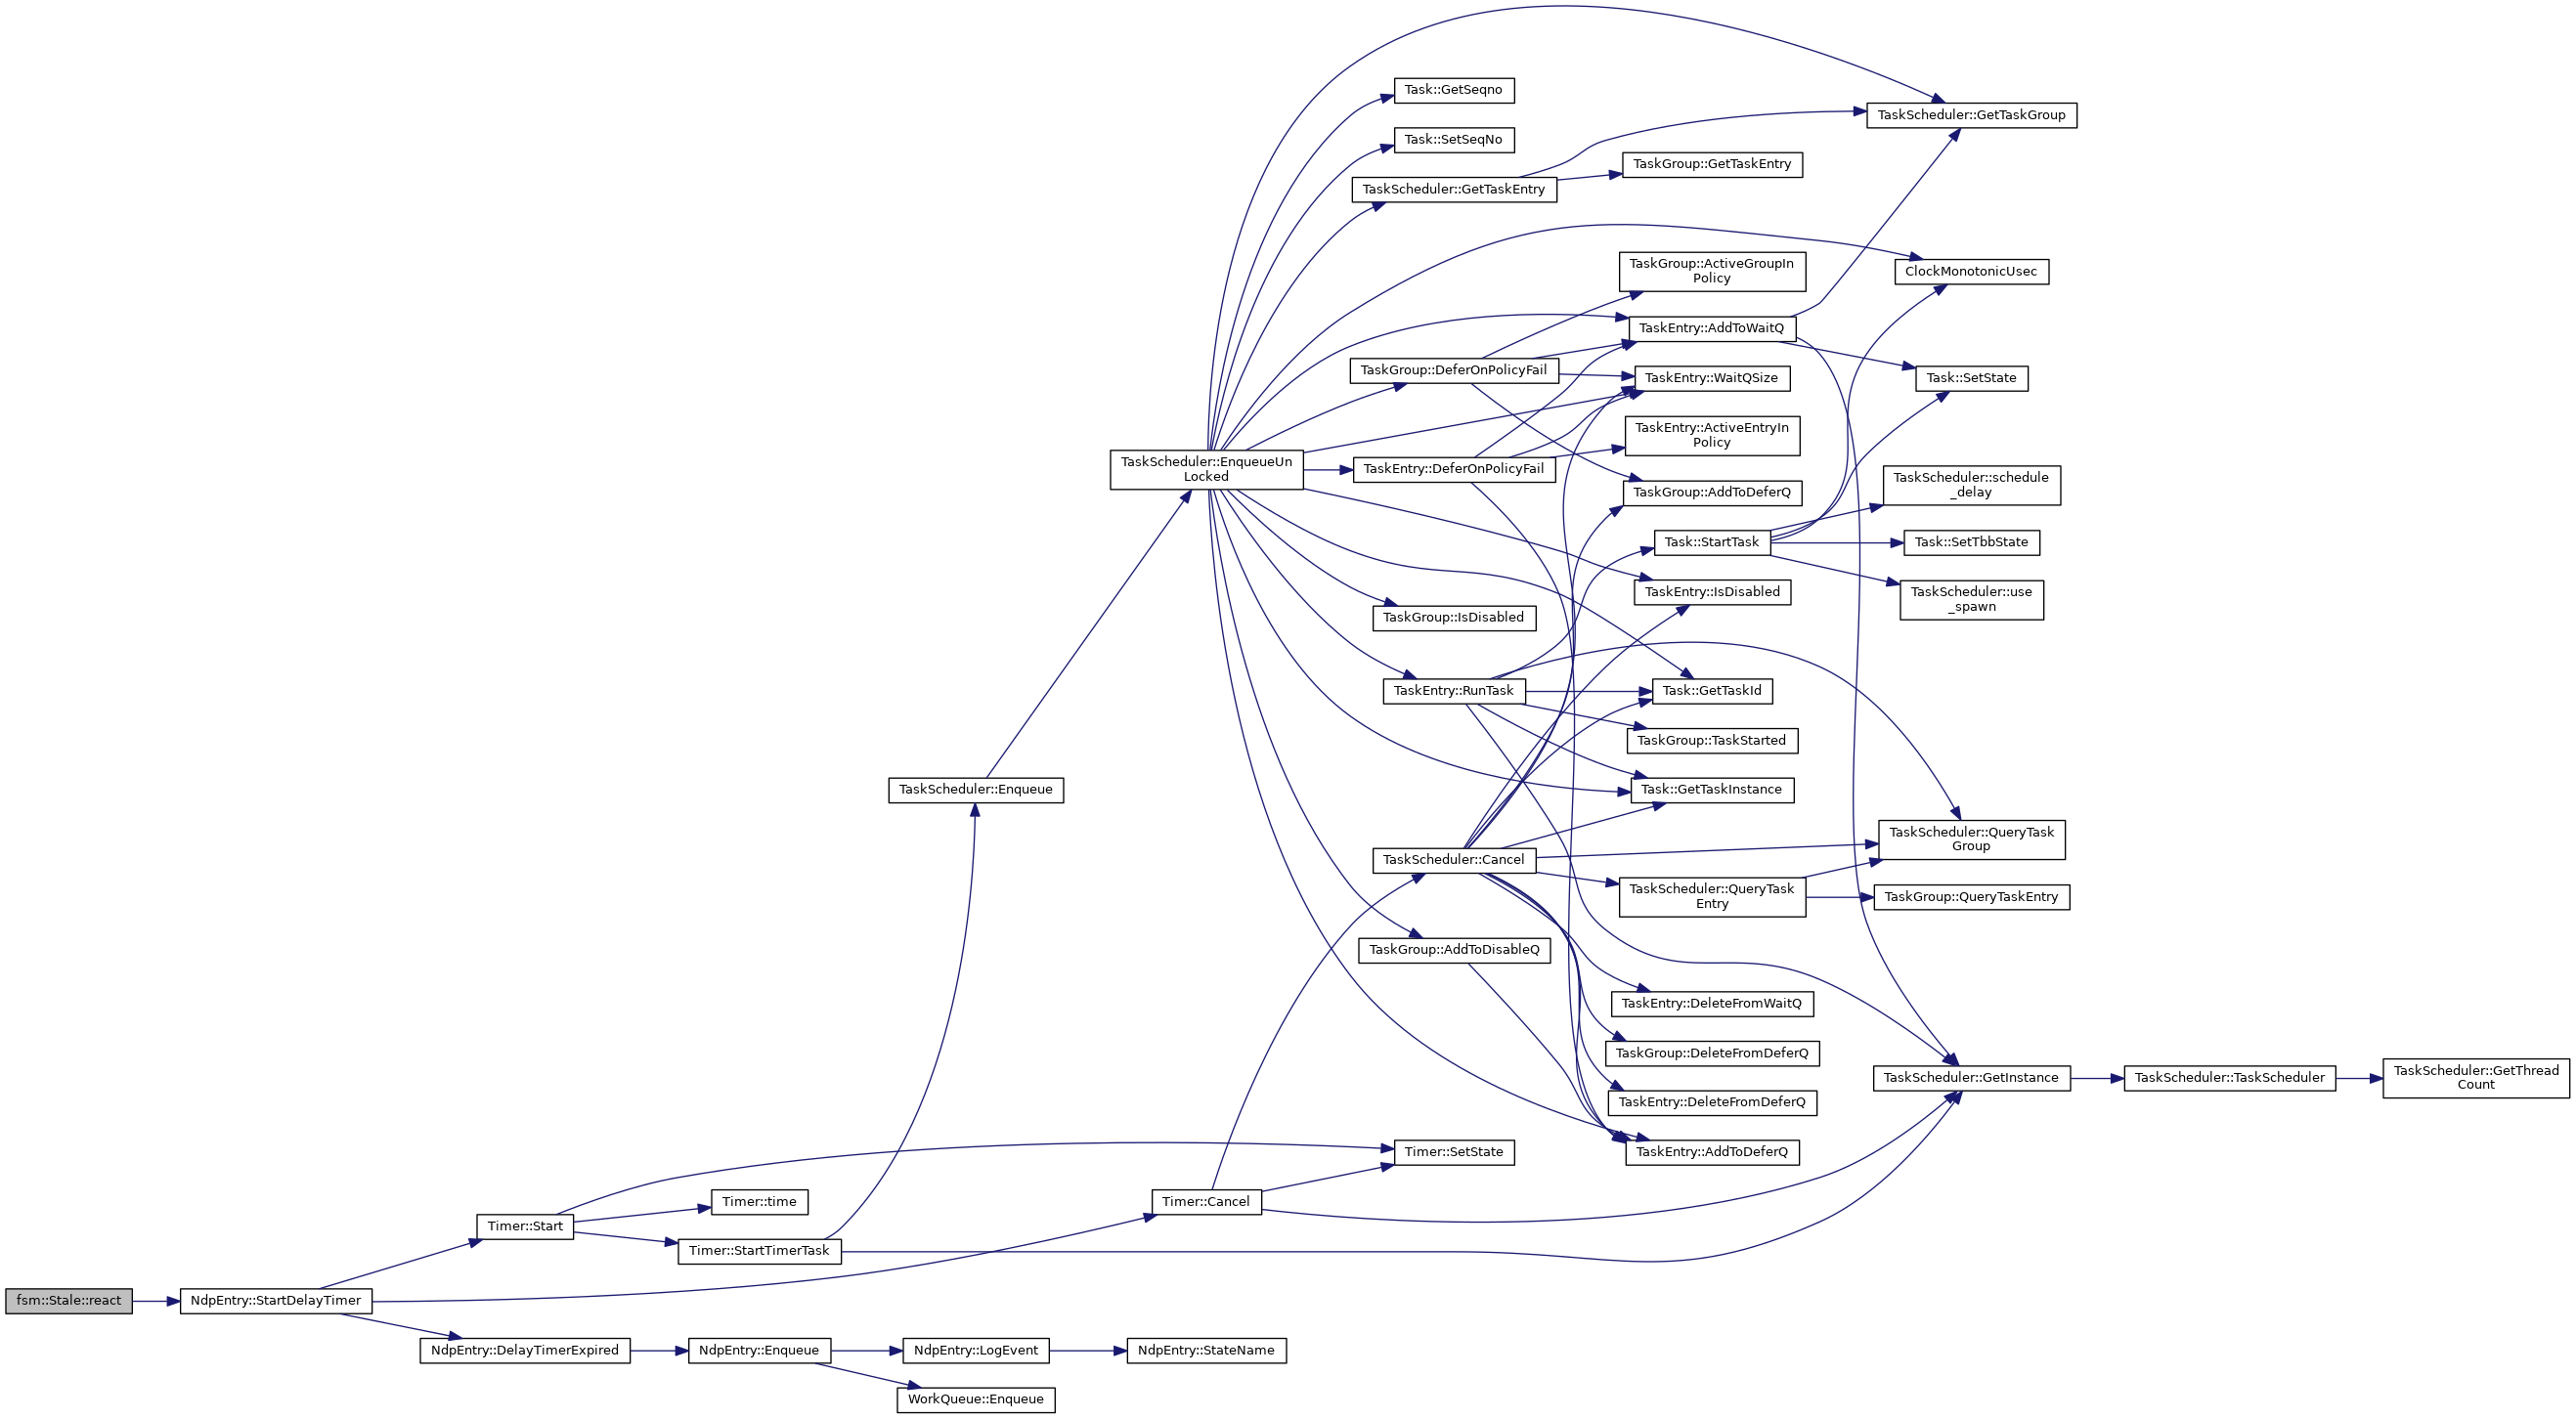 Task::GetSeqno
TaskScheduler::GetTaskGroup
Task::SetSeqNo
TaskGroup::GetTaskEntry
TaskScheduler::GetTaskEntry
TaskGroup::ActiveGroupIn
Policy
ClockMonotonicUsec
TaskEntry::AddToWaitQ
TaskGroup::DeferOnPolicyFail
TaskEntry::WaitQSize
Task::SetState
TaskEntry::ActiveEntryIn
Policy
TaskScheduler::EnqueueUn
Locked
TaskEntry::DeferOnPolicyFail
TaskScheduler::schedule
_delay
TaskGroup::AddToDeferQ
Task::StartTask
Task::SetTbbState
TaskEntry::IsDisabled
TaskScheduler::use
_spawn
TaskGroup::IsDisabled
TaskEntry::RunTask
Task::GetTaskId
TaskGroup::TaskStarted
TaskScheduler::Enqueue
Task::GetTaskInstance
TaskScheduler::QueryTask
Group
TaskScheduler::Cancel
TaskScheduler::QueryTask
Entry
TaskGroup::QueryTaskEntry
TaskGroup::AddToDisableQ
TaskEntry::DeleteFromWaitQ
TaskGroup::DeleteFromDeferQ
TaskScheduler::GetInstance
TaskScheduler::TaskScheduler
TaskScheduler::GetThread
Count
TaskEntry::DeleteFromDeferQ
Timer::SetState
TaskEntry::AddToDeferQ
Timer::time
Timer::Cancel
Timer::Start
Timer::StartTimerTask
fsm::Stale::react
NdpEntry::StartDelayTimer
NdpEntry::DelayTimerExpired
NdpEntry::Enqueue
NdpEntry::LogEvent
NdpEntry::StateName
WorkQueue::Enqueue